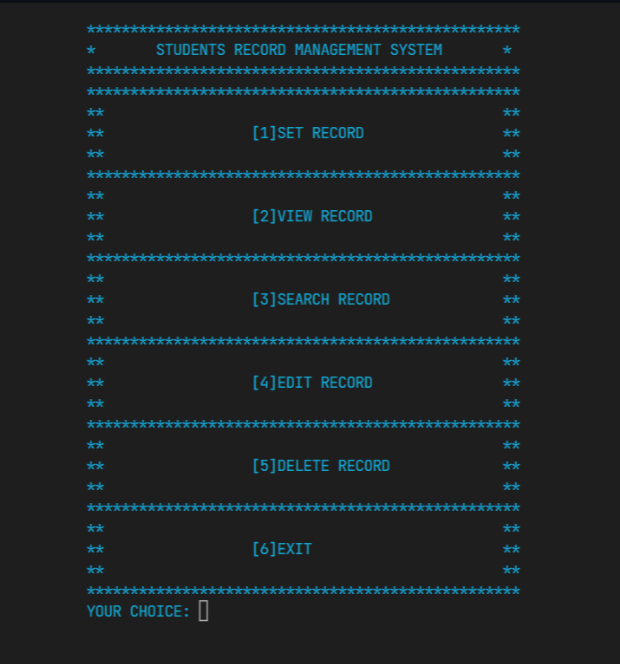 **************************************************
*       STUDENTS RECORD MANAGEMENT SYSTEM       *
**************************************************
**************************************************
**                                              **
**                 [1]SET RECORD                **
**                                              **
**************************************************
**                                              **
**                 [2]VIEW RECORD               **
**                                              **
**************************************************
**                                              **
**                 [3]SEARCH RECORD             **
**                                              **
**************************************************
**                                              **
**                 [4]EDIT RECORD               **
**                                              **
**************************************************
**                                              **
**                 [5]DELETE RECORD             **
**                                              **
**************************************************
**                                              **
**                 [6]EXIT                      **
**                                              **
**************************************************
YOUR CHOICE: